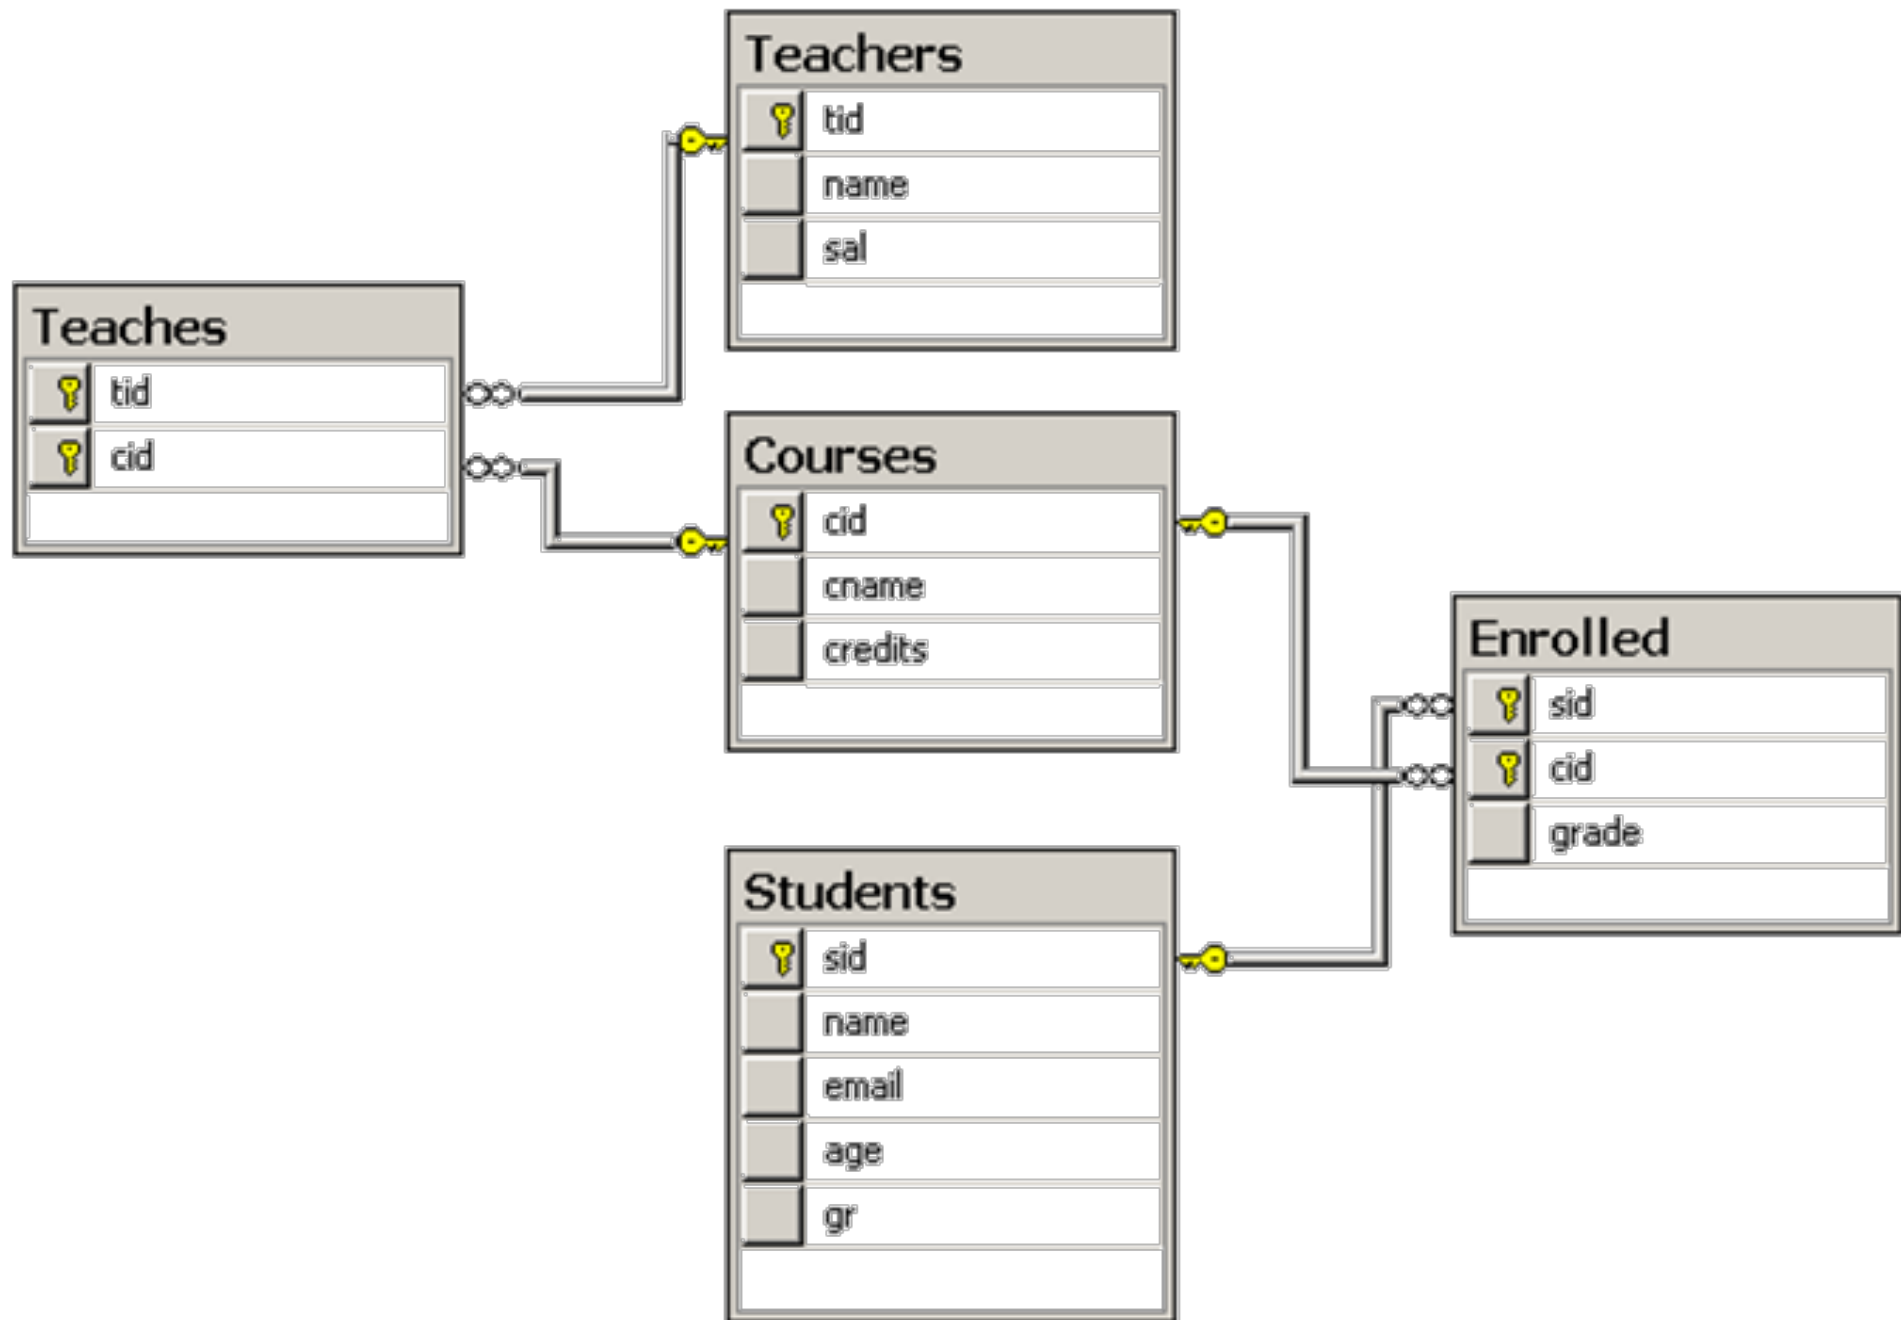 Teachers
tid
name
sal
Teaches
tid
cid
Courses
cid
cname
credits
Enrolled
sid
cid
grade
Students
sid
name
email
age
gr